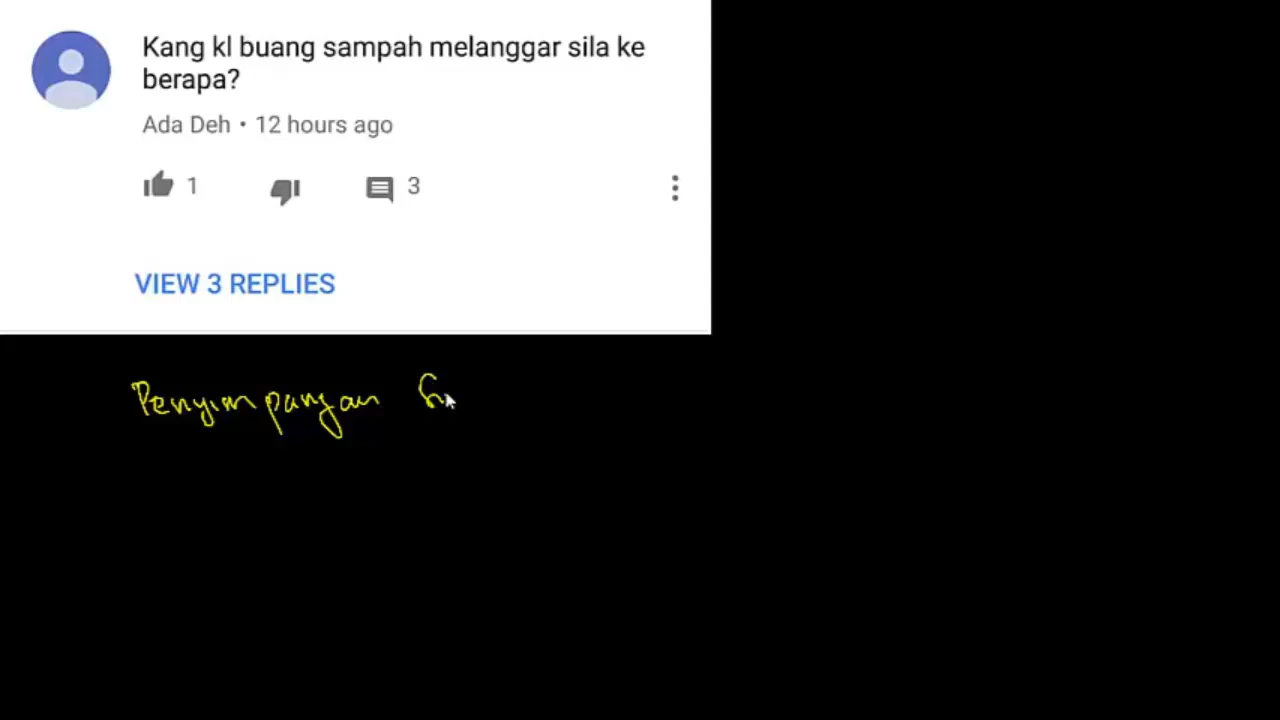 Kang kl buang sampah melanggar sila ke
berapa?
Ada Deh • 12 hours ago
1 3
VIEW 3 REPLIES
Penyimpangan